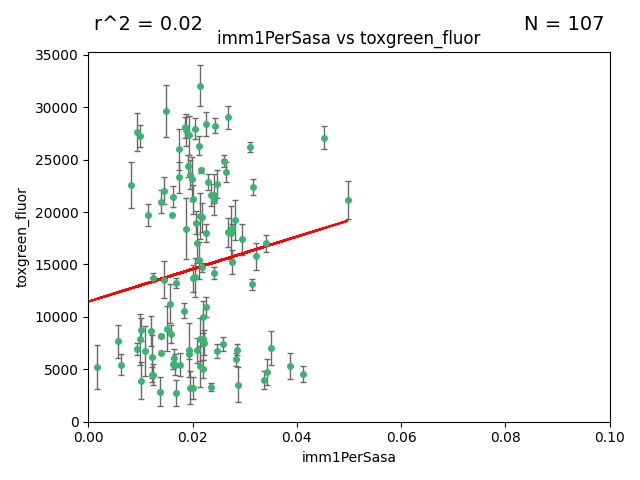 r^2 = 0.02
N = 107
imm1PerSasa vs toxgreen_fluor
35000
30000
25000
20000
15000
10000
5000
0
toxgreen_fluor
0.00
0.02
0.04
0.06
0.08
0.10
imm1PerSasa